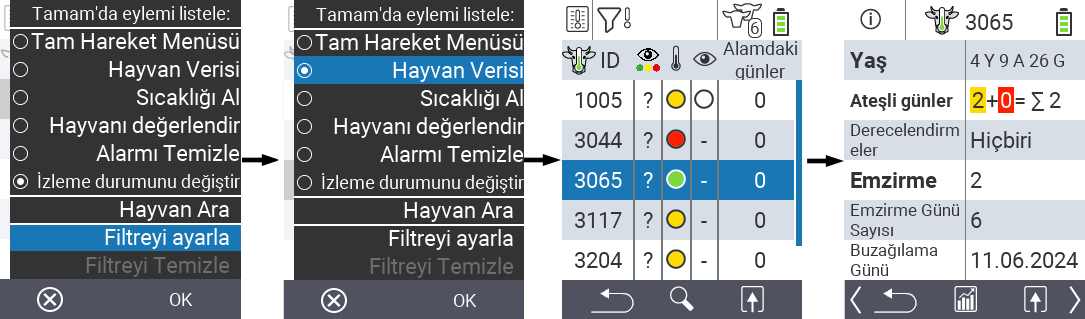 Tamam'da eylemi listele:
Tam Hareket Menüsü
Hayvan Verisi
Sıcaklığı Al
Hayvanı değerlendir
Alarmı Temizle
İzleme durumunu değiştir
Hayvan Ara
Filtreyi ayarla
Filtreyi Temizle
OK
Tamam'da eylemi listele:
Tam Hareket Menüsü
Hayvan Verisi
Sıcaklığı Al
Hayvanı değerlendir
Alarmı Temizle
İzleme durumunu değiştir
Hayvan Ara
Filtreyi ayarla
Filtreyi Temizle
OK
6
ID Alamdaki
günler
1005 ? 0
3044 ? - 0
3065 ? - 0
3117 ? - 0
3204 ? - 0
3065
Yaş 4 Y 9 A 26 G
Ateşli günler 2+0= ∑ 2
Derecelendirm
eler Hiçbiri
Emzirme 2
Emzirme Günü
Sayısı 6
Buzağılama
Günü 11.06.2024